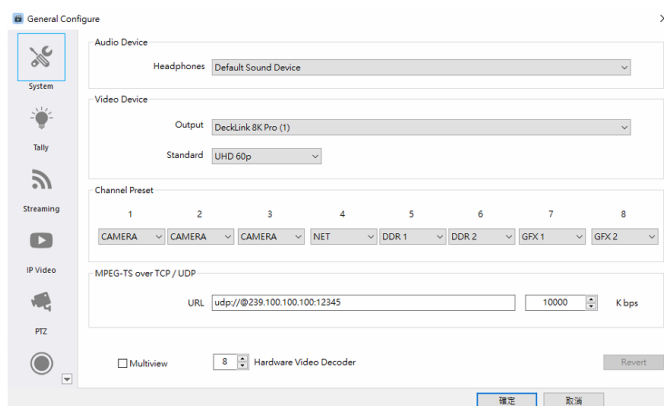 General Configure
System
Tally
Streaming
IP Video
PTZ
Audio Device
Headphones Default Sound Device
Video Device
Output DeckLink 8K Pro (1)
Standard UHD 60p
Channel Preset
1 2 3 4 5 6 7 8
CAMERA CAMERA CAMERA NET DDR 1 DDR 2 GFX 1 GFX 2
MPEG-TS over TCP / UDP
URL udp://@239.100.100.100:12345 10000 K bps
Multiview 8 Hardware Video Decoder Revert
確定 取消